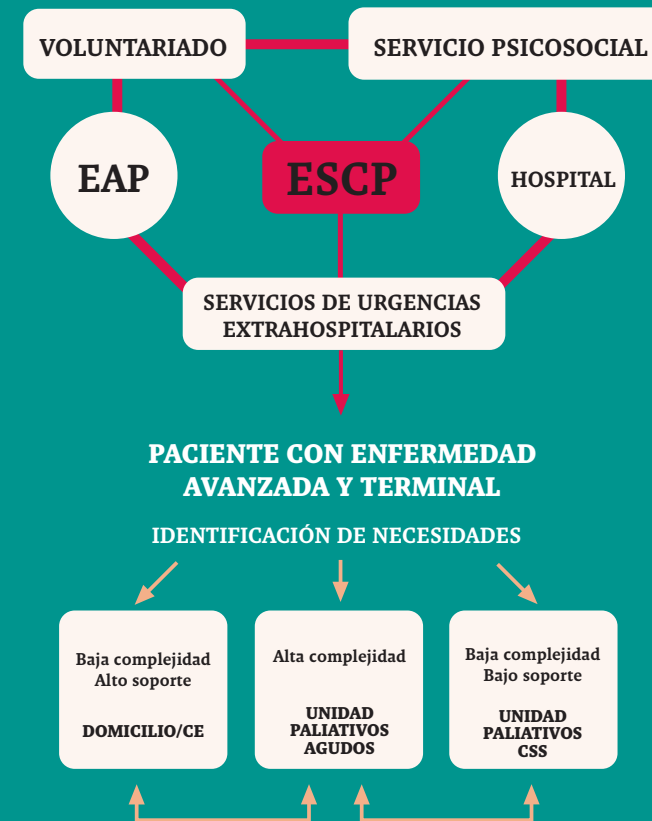 VOLUNTARIADO
SERVICIO PSICOSOCIAL
EAP
ESCP
HOSPITAL
SERVICIOS DE URGENCIAS
EXTRAHOSPITALARIOS
PACIENTE CON ENFERMEDAD
AVANZADA Y TERMINAL
IDENTIFICACIÓN DE NECESIDADES
Baja complejidad
Alto soporte
DOMICILIO/CE
Alta complejidad
UNIDAD
PALIATIVOS
AGUDOS
Baja complejidad
Bajo soporte
UNIDAD
PALIATIVOS
CSS